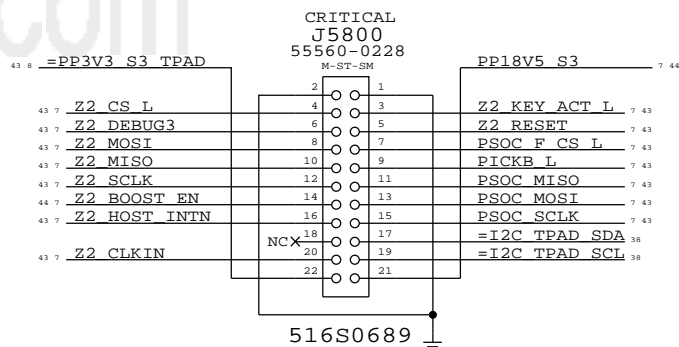 com
CRITICAL
J5800
55560-0228
M-ST-SM
43 8 =PP3V3_S3_TPAD
PP18V5_S3 7 44
2 1
43 7 Z2_CS_L 4 3 Z2_KEY_ACT_L 7 43
43 7 Z2_DEBUG3 6 5 Z2_RESET 7 43
43 7 Z2_MOSI 8 7 PSOC_F_CS_L 7 43
43 7 Z2_MISO 10 9 PICKB_L 7 43
43 7 Z2_SCLK 12 11 PSOC_MISO 7 43
44 7 Z2_BOOST_EN 14 13 PSOC_MOSI 7 43
43 7 Z2_HOST_INTN 16 15 PSOC_SCLK 7 43
NC 18 17 =I2C_TPAD_SDA 38
43 7 Z2_CLKIN 20 19 =I2C_TPAD_SCL 38
22 21
516S0689